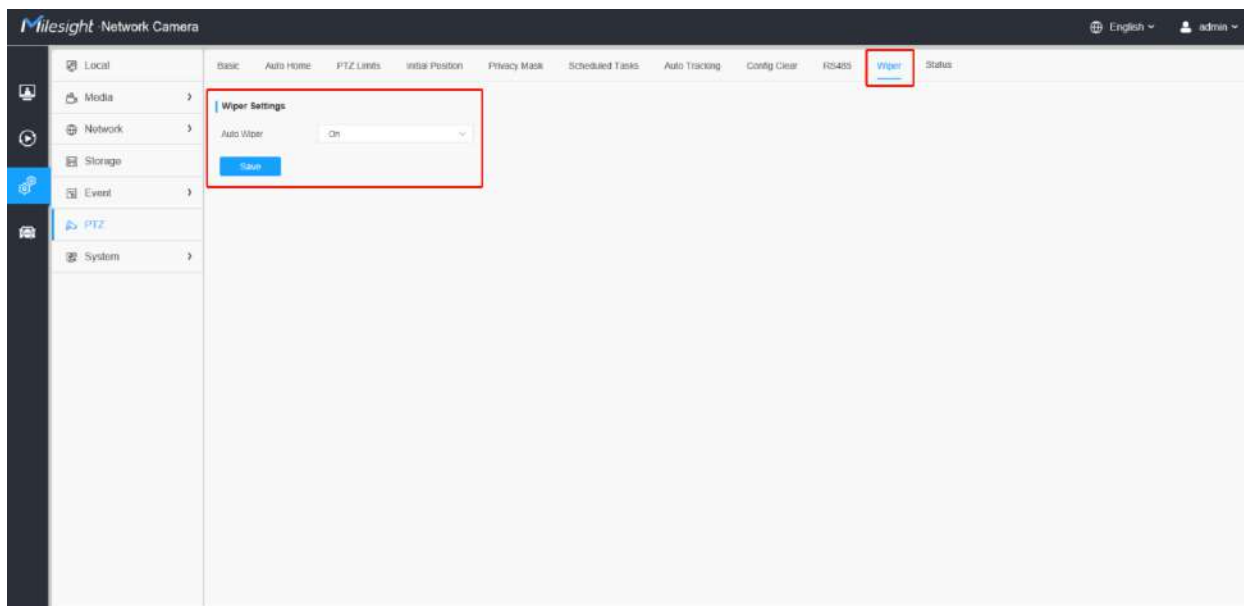 Milesight Network Camera
English
admin
Local
Media
Network
Storage
Event
PTZ
System
Basic Auto Home PTZ Limits Initial Position Privacy Mask Scheduled Tasks Auto Tracking Config Clear RS485 Wiper Status
Wiper Settings
Auto Wiper On
Save